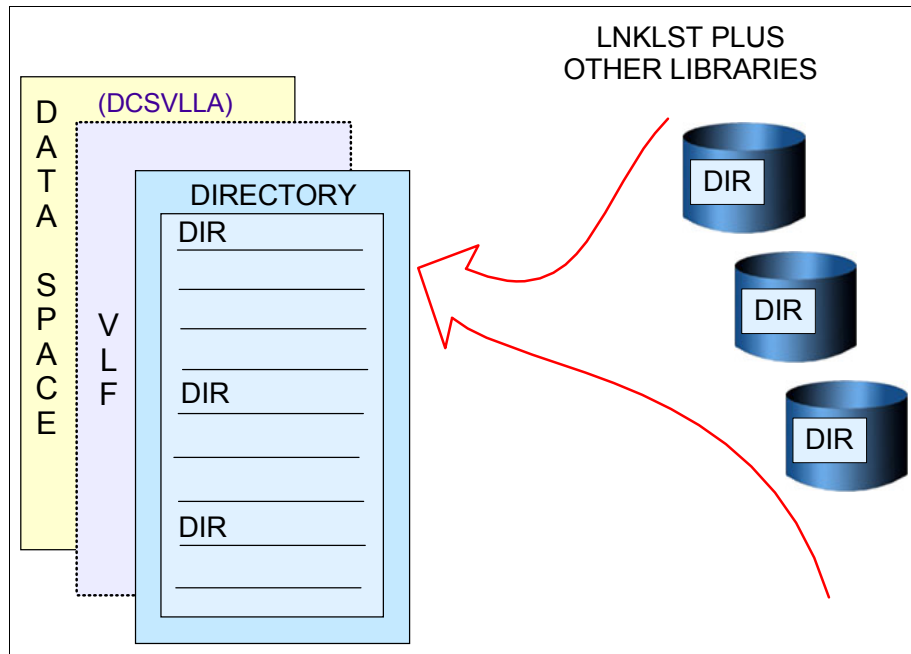 LNKLST PLUS
OTHER LIBRARIES
(DCSVLLA)
DATA SPACE
VLF
DIRECTORY
DIR
DIR
DIR
DIR
DIR
DIR